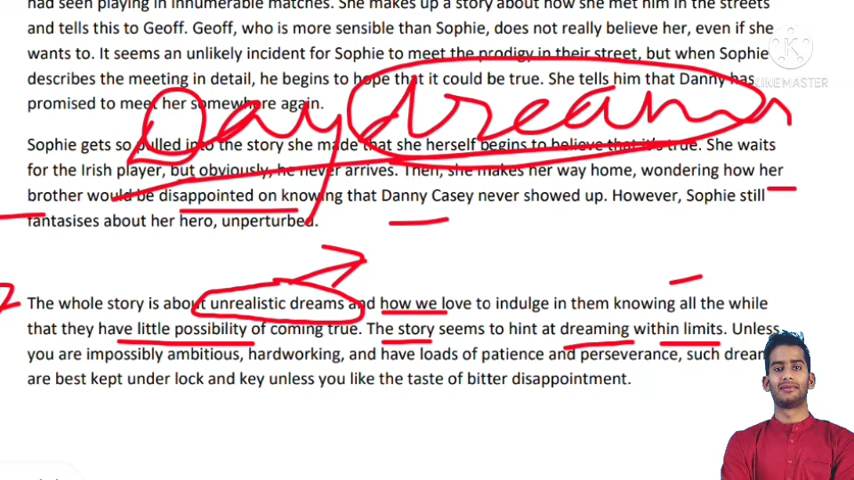 had seen playing in innumerable matches. She makes up a story about how she met him in the streets
and tells this to Geoff. Geoff, who is more sensible than Sophie, does not really believe her, even if she
wants to. It seems an unlikely incident for Sophie to meet the prodigy in their street, but when Sophie
describes the meeting in detail, he begins to hope that it could be true. She tells him that Danny has
promised to meet her somewhere again.
KINEMASTER
Daydreams
Sophie gets so pulled into the story she made that she herself begins to believe that it's true. She waits
for the Irish player, but obviously, he never arrives. Then, she makes her way home, wondering how her
brother would be disappointed on knowing that Danny Casey never showed up. However, Sophie still
fantasises about her hero, unperturbed.
The whole story is about unrealistic dreams and how we love to indulge in them knowing all the while
that they have little possibility of coming true. The story seems to hint at dreaming within limits. Unless
you are impossibly ambitious, hardworking, and have loads of patience and perseverance, such dream
are best kept under lock and key unless you like the taste of bitter disappointment.